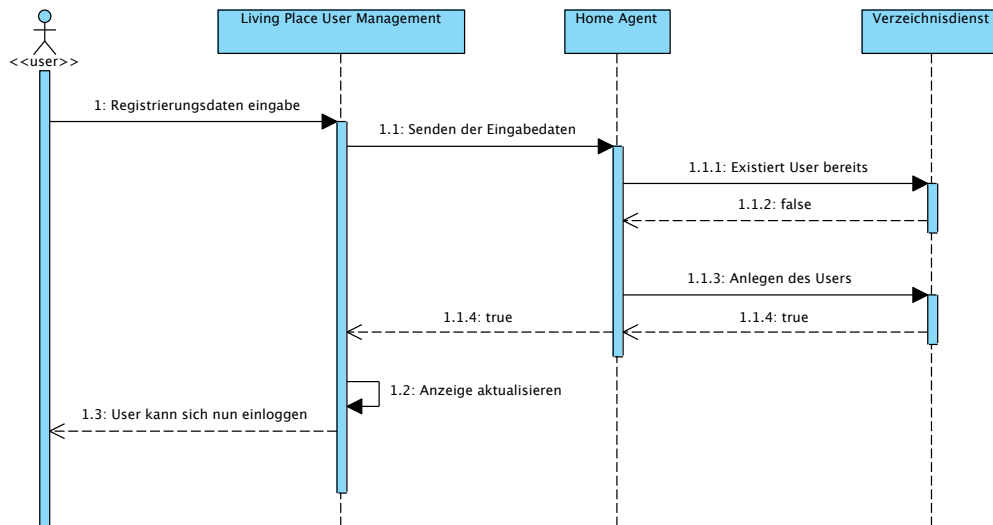 Living Place User Management
Home Agent
Verzeichnisdienst
<<user>>
1: Registrierungsdaten eingabe
1.1: Senden der Eingabedaten
1.1.1: Existiert User bereits
1.1.2: false
1.1.3: Anlegen des Users
1.1.4: true
1.1.4: true
1.2: Anzeige aktualisieren
1.3: User kann sich nun einloggen